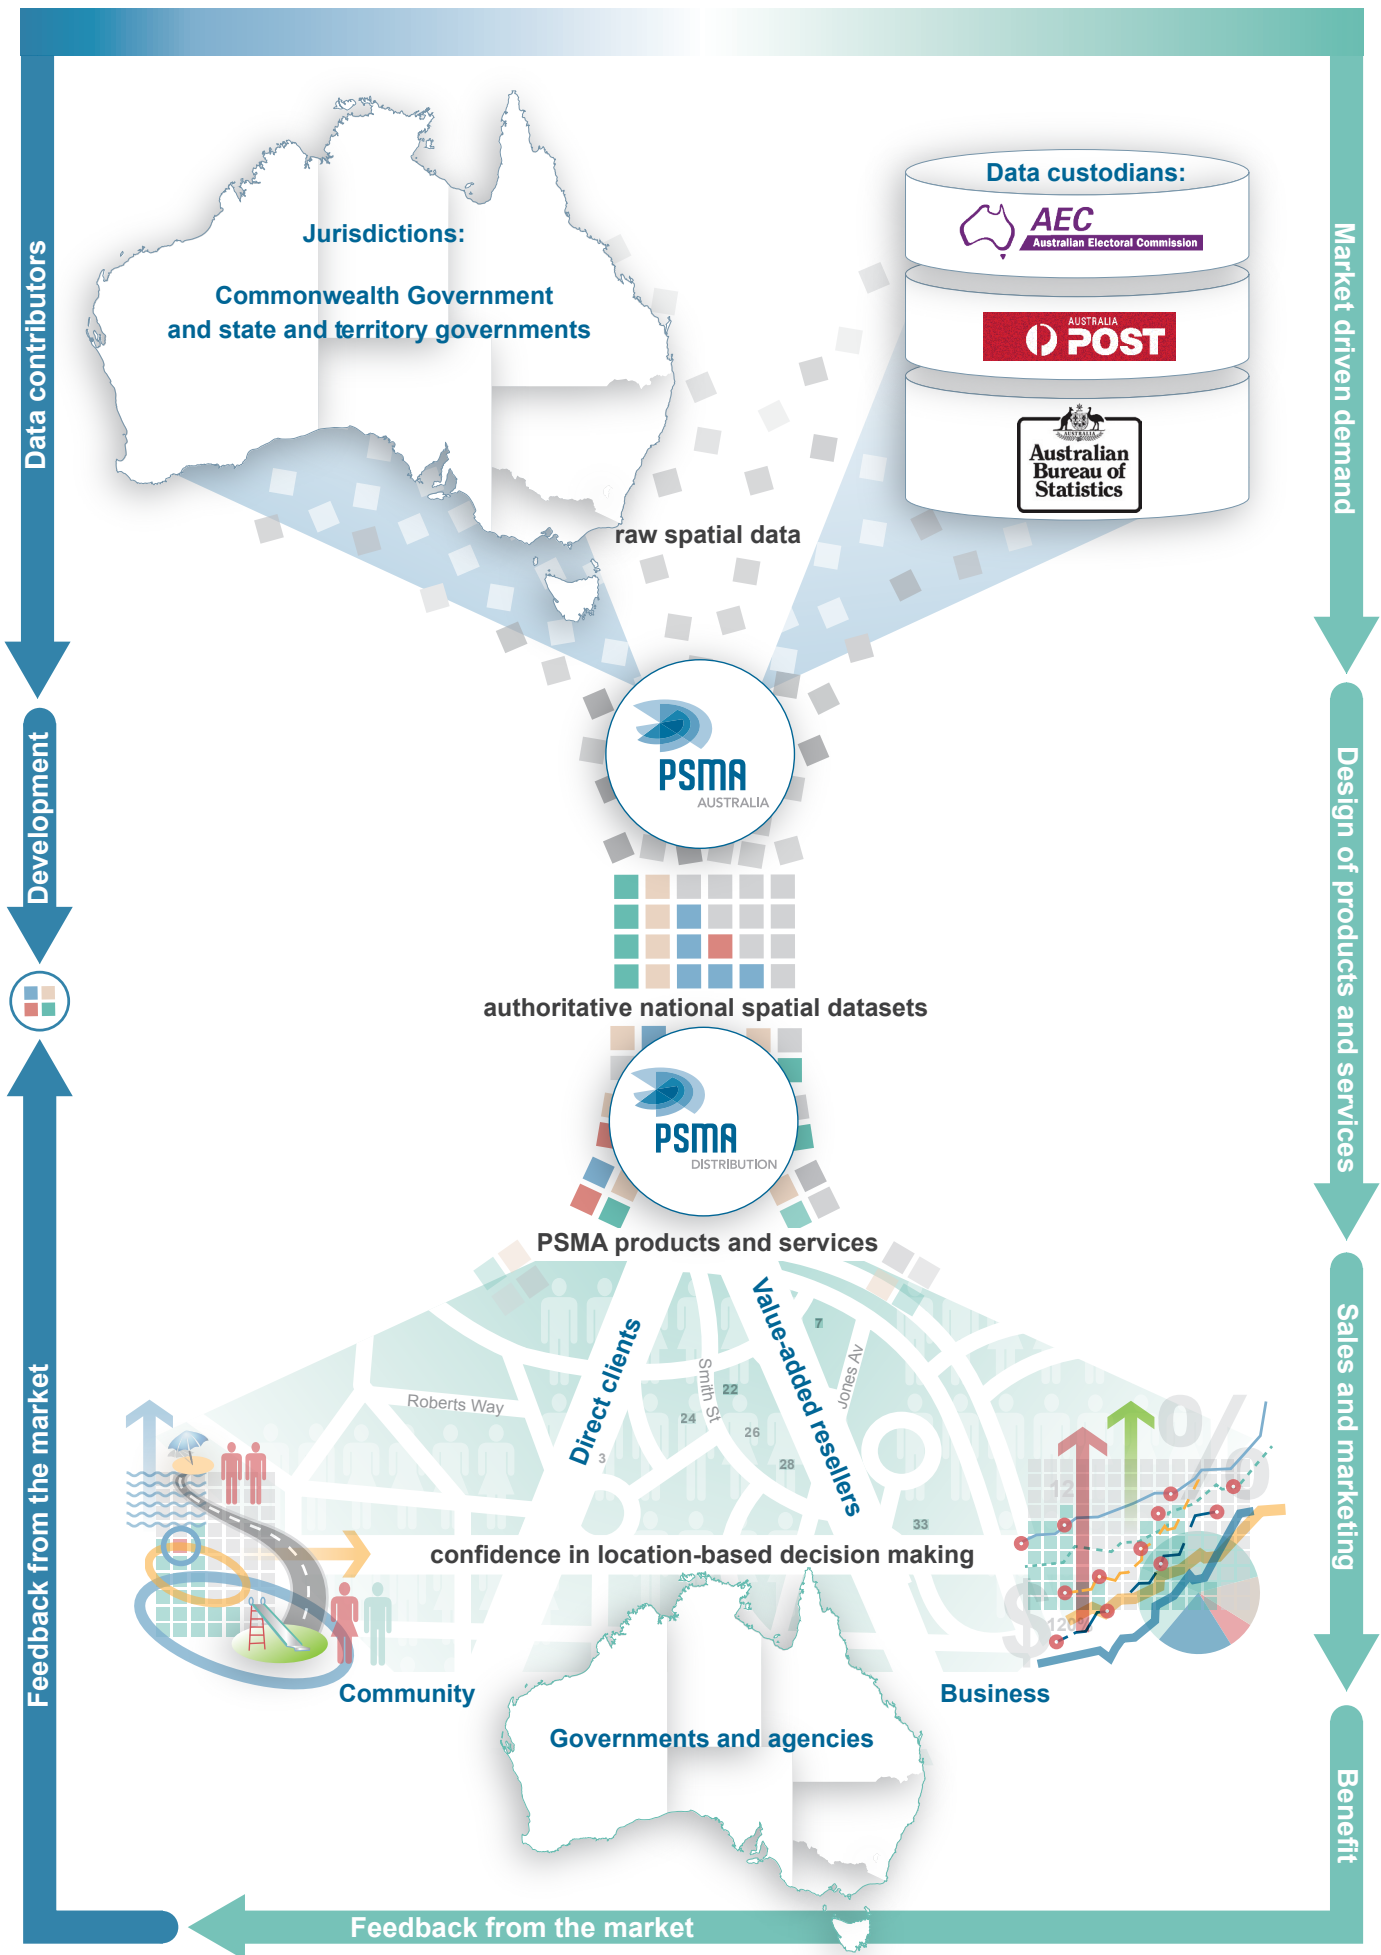 Data contributors
Market driven demand
Jurisdictions:
Commonwealth Government
and state and territory governments
Data custodians:
AEC
Australian Electoral Commission
AUSTRALIA
POST
AUSTRALIA
Australian
Bureau of
Statistics
raw spatial data
PSMA
AUSTRALIA
Development
Design of products and services
authoritative national spatial datasets
PSMA
DISTRIBUTION
PSMA products and services
Feedback from the market
Sales and marketing
Direct clients
Value-added resellers
Roberts Way
Smith St
Jones Av
7
22
24
26
28
3
33
%
12
$
120%
confidence in location-based decision making
Community
Business
Governments and agencies
Benefit
Feedback from the market